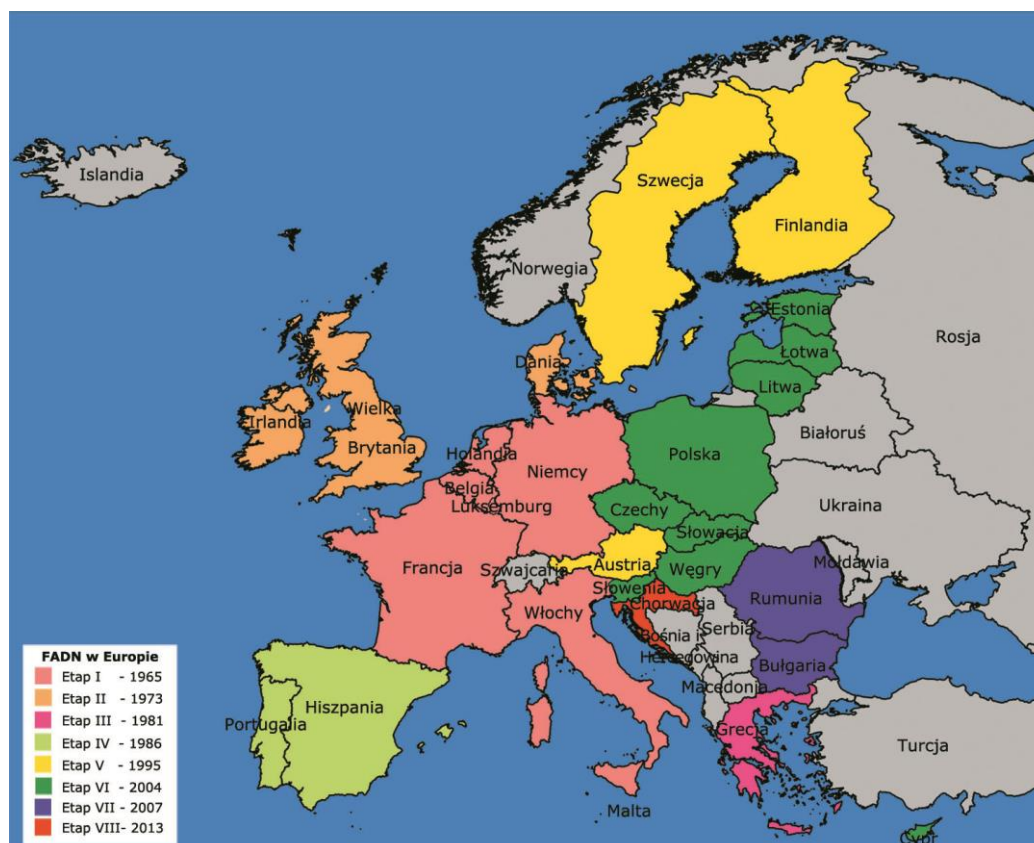 Islandia
Szwecja
Finlandia
Norwegia
Estonia
Rosja
Łotwa
Dania
Litwa
Irlandia
Wielka
Brytania
Białoruś
Holandia
Niemcy
Polska
Belgia
Luksemburg
Czechy
Ukraina
Słowacja
Francja
Szwajcaria
Austria
Węgry
Mołdawia
Słowenia
Chorwacja
Rumunia
Włochy
Bośnia i
Hercegowina
Serbia
Bułgaria
Macedonia
Portugalia
Hiszpania
Grecja
Turcja
Malta
Cypr
FADN w Europie
Etap I - 1965
Etap II - 1973
Etap III - 1981
Etap IV - 1986
Etap V - 1995
Etap VI - 2004
Etap VII - 2007
Etap VIII- 2013